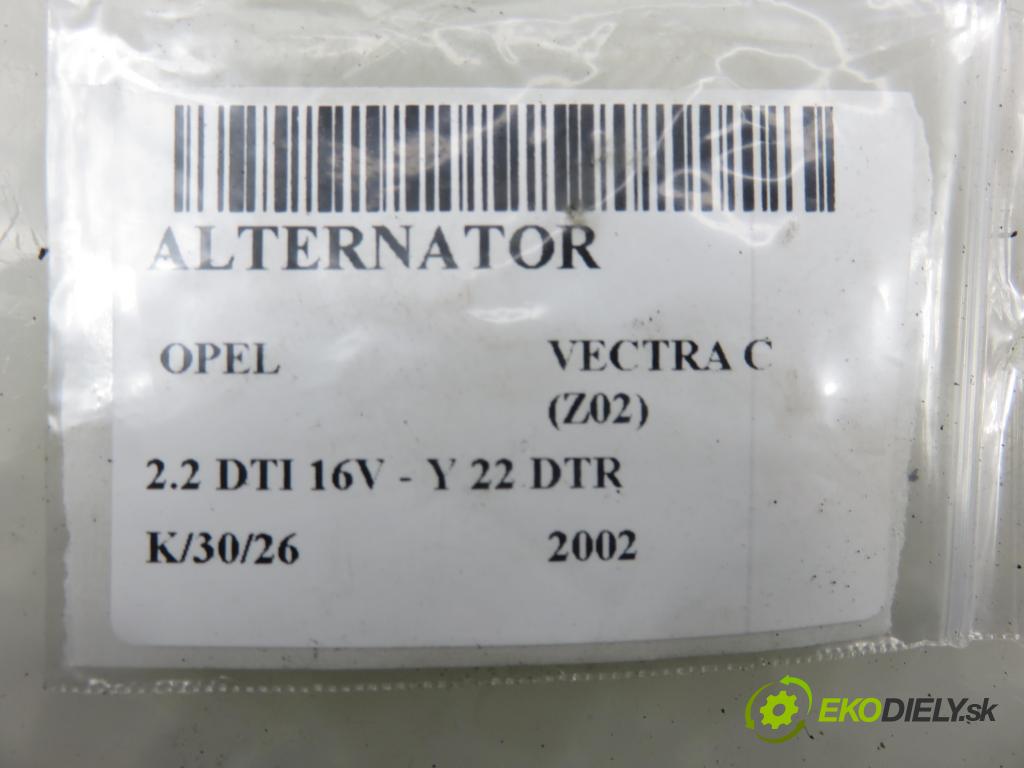 ALTERNATOR
OPEL VECTRA C
(Z02)
2.2 DTI 16V - Y 22 DTR
K/30/26 2002
EKODIELY.sk